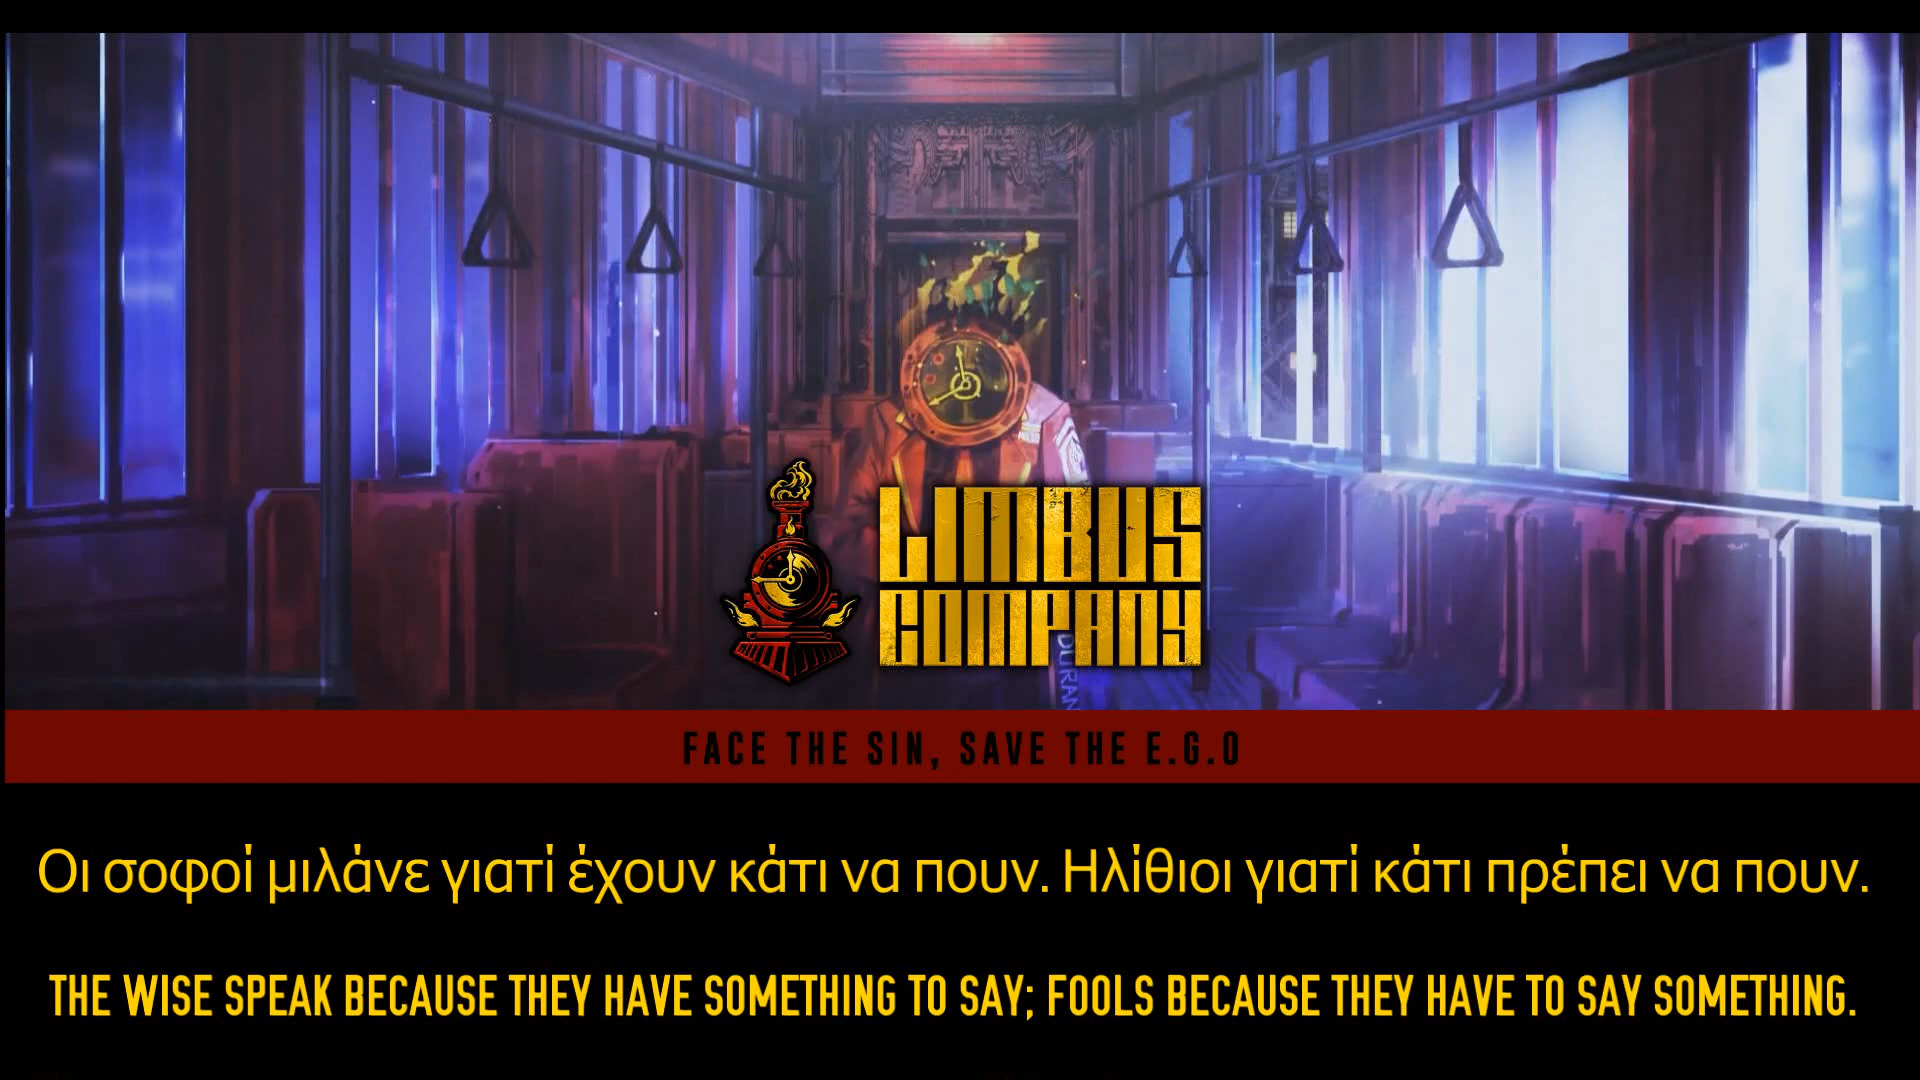 LIMBUS
COMPANY
DURAN
FACE THE SIN, SAVE THE E.G.O
Οι σοφοί μιλάνε γιατί έχουν κάτι να πουν. Ηλίθιοι γιατί κάτι πρέπει να πουν.
THE WISE SPEAK BECAUSE THEY HAVE SOMETHING TO SAY; FOOLS BECAUSE THEY HAVE TO SAY SOMETHING.